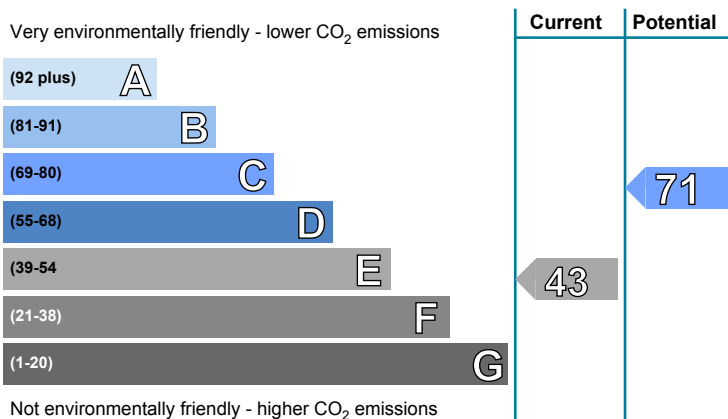 Current Potential
Very environmentally friendly - lower CO2 emissions
(92 plus) A
(81-91) B
(69-80) C
71
(55-68) D
(39-54 E
43
(21-38) F
(1-20) G
Not environmentally friendly - higher CO2 emissions